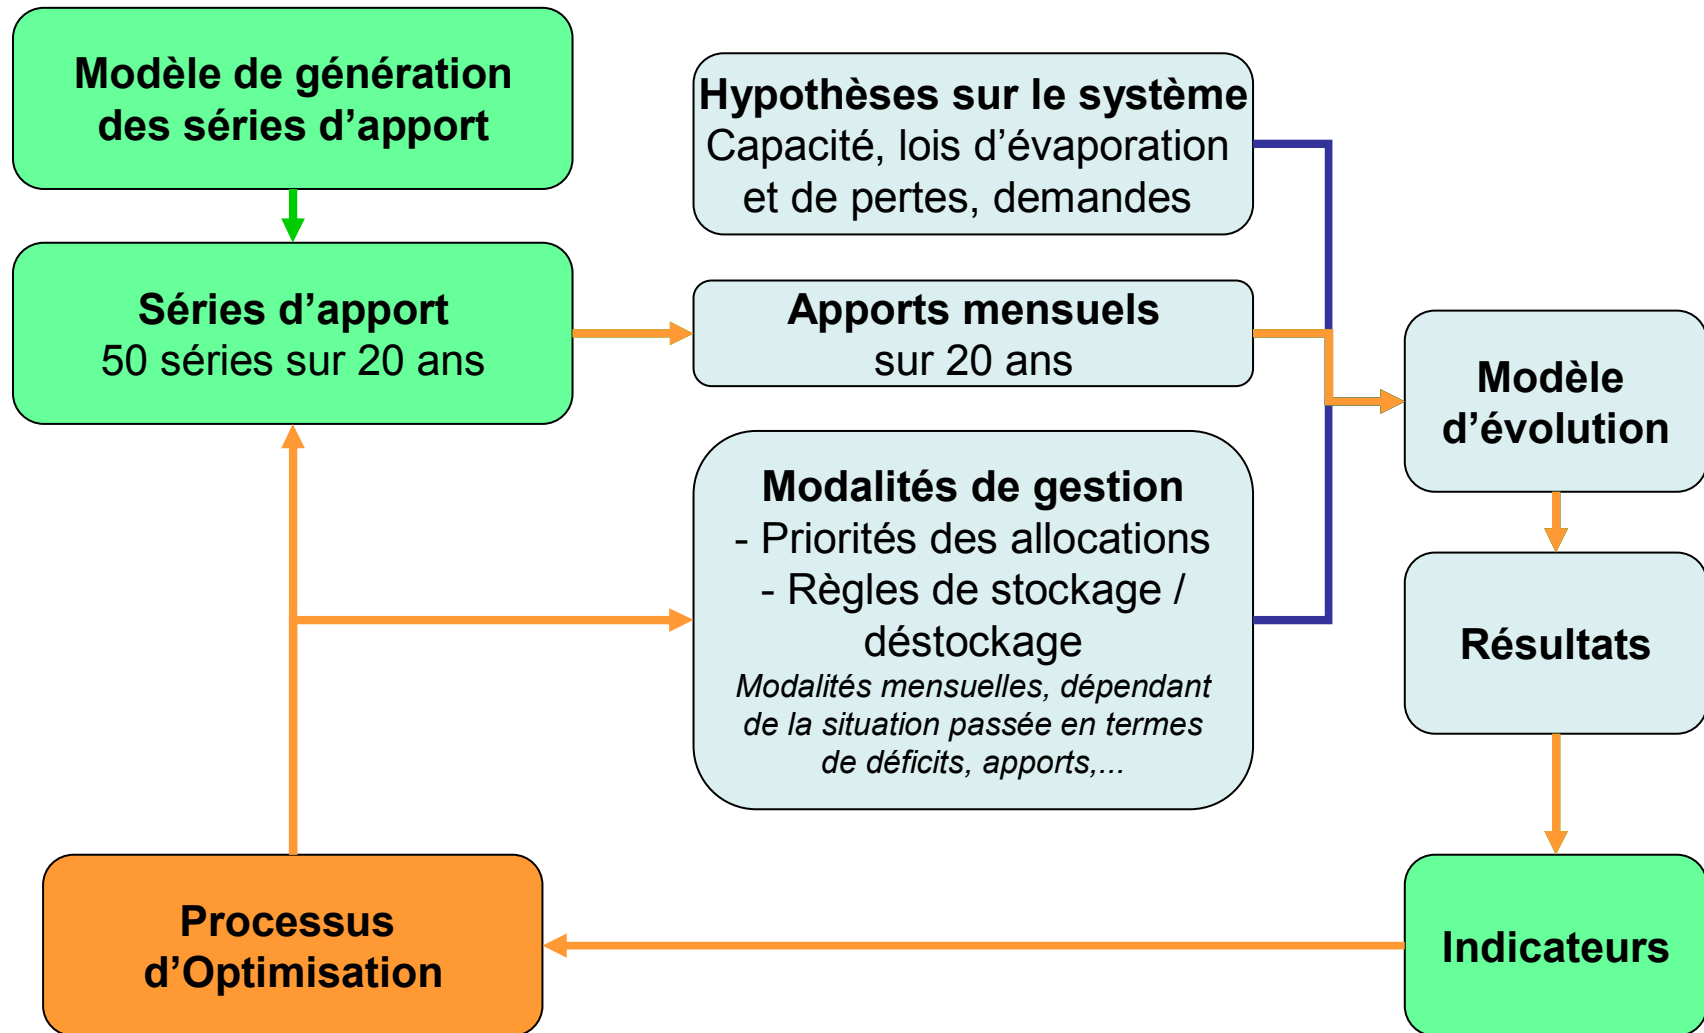 Modèle de génération
des séries d’apport
Séries d’apport
50 séries sur 20 ans
Hypothèses sur le système
Capacité, lois d’évaporation
et de pertes, demandes
Apports mensuels
sur 20 ans
Modalités de gestion
- Priorités des allocations
- Règles de stockage /
déstockage
Modalités mensuelles, dépendant
de la situation passée en termes
de déficits, apports,...
Modèle
d’évolution
Résultats
Indicateurs
Processus
d’Optimisation